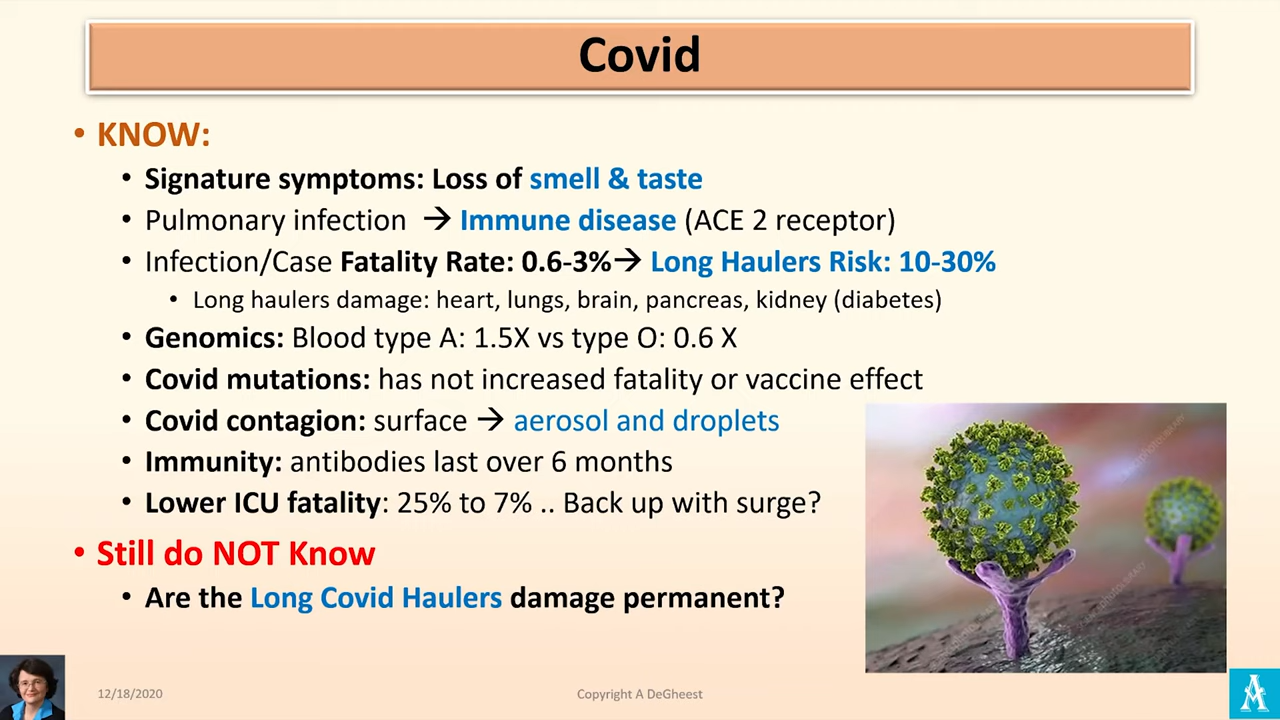 Covid
• KNOW:
• Signature symptoms: Loss of smell & taste
• Pulmonary infection → Immune disease (ACE 2 receptor)
• Infection/Case Fatality Rate: 0.6-3%→ Long Haulers Risk: 10-30%
• Long haulers damage: heart, lungs, brain, pancreas, kidney (diabetes)
• Genomics: Blood type A: 1.5X vs type O: 0.6 X
• Covid mutations: has not increased fatality or vaccine effect
• Covid contagion: surface → aerosol and droplets
• Immunity: antibodies last over 6 months
• Lower ICU fatality: 25% to 7% .. Back up with surge?
• Still do NOT Know
• Are the Long Covid Haulers damage permanent?
12/18/2020
Copyright A DeGheest
A